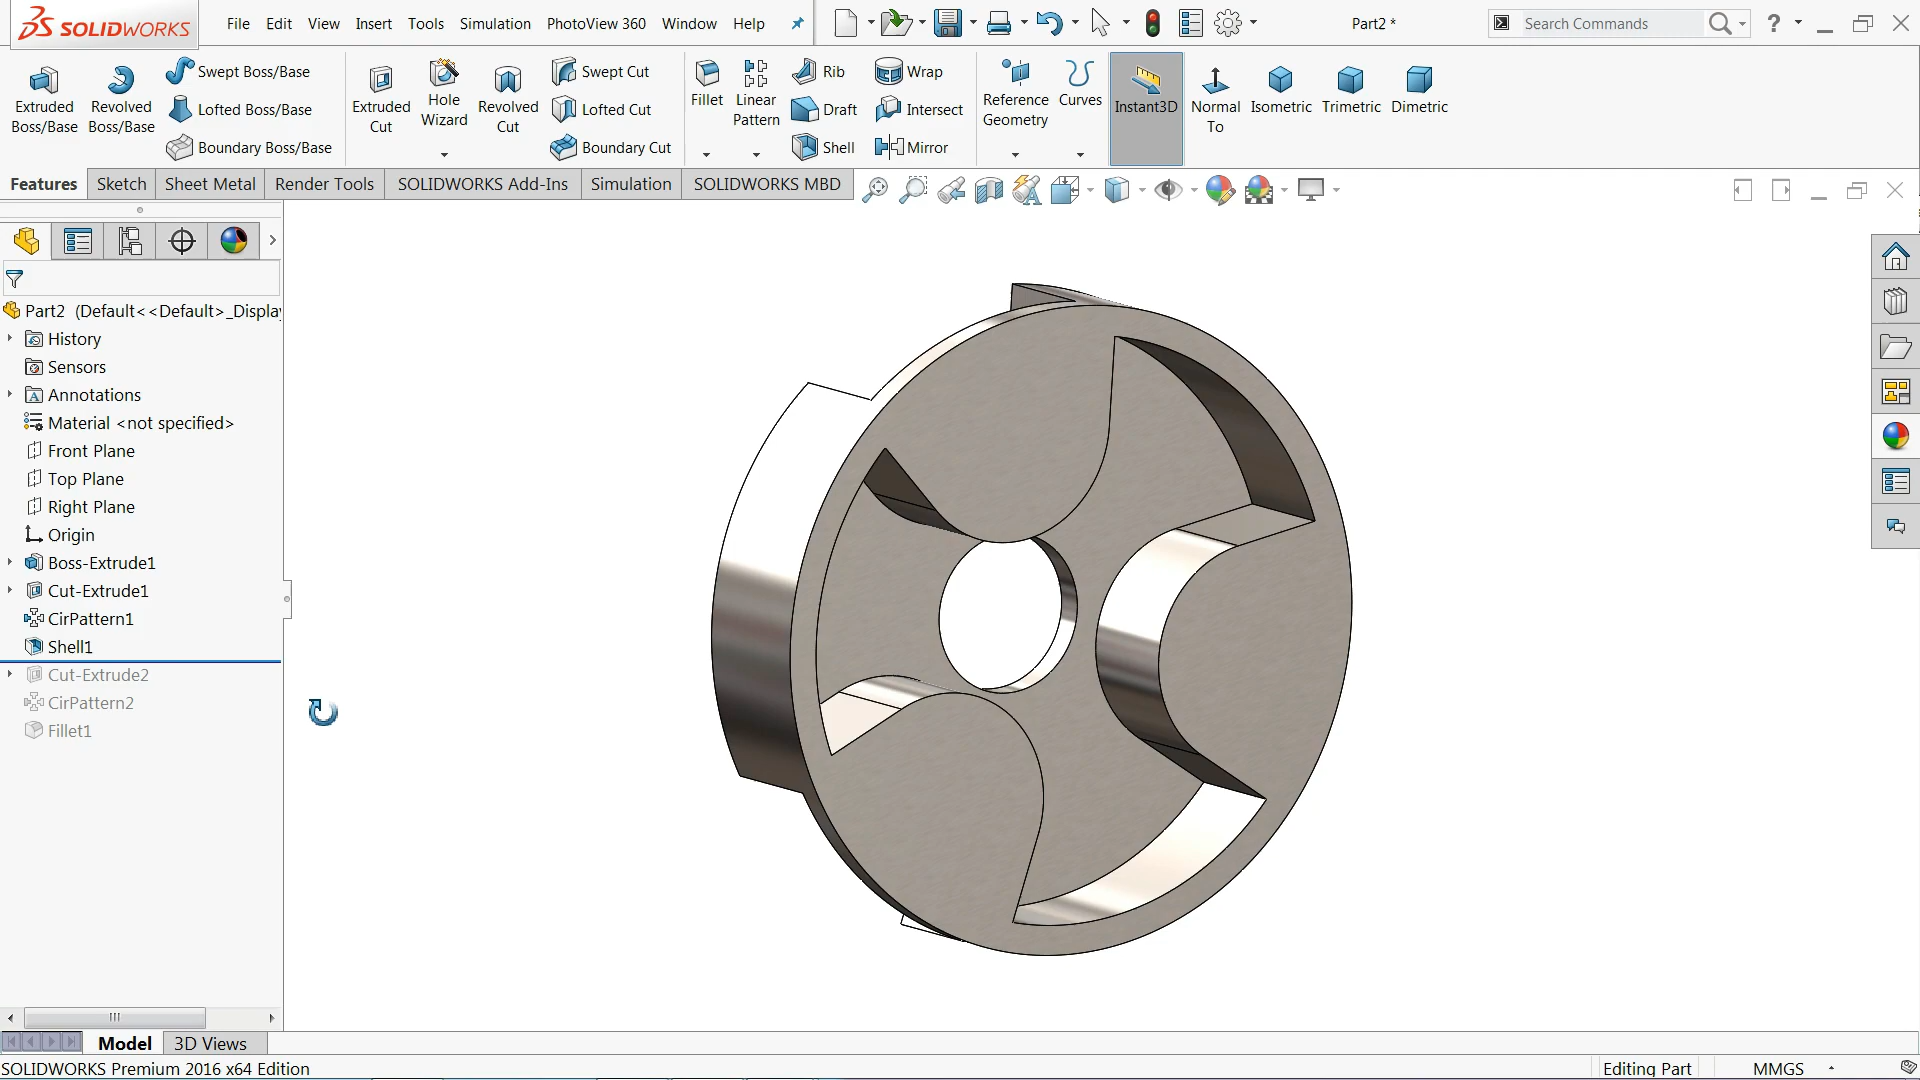 SOLIDWORKS File Edit View Insert Tools Simulation PhotoView 360 Window Help Part2 * Search Commands ?
Extruded Boss/Base
Revolved Boss/Base
Swept Boss/Base
Lofted Boss/Base
Boundary Boss/Base
Extruded Cut
Hole Wizard
Revolved Cut
Swept Cut
Lofted Cut
Boundary Cut
Fillet
Linear Pattern
Rib
Draft
Shell
Wrap
Intersect
Mirror
Reference Geometry
Curves
Instant3D
Normal To
Isometric
Trimetric
Dimetric
Features Sketch Sheet Metal Render Tools SOLIDWORKS Add-Ins Simulation SOLIDWORKS MBD
Part2 (Default<<Default>_Displa
History
Sensors
Annotations
Material <not specified>
Front Plane
Top Plane
Right Plane
Origin
Boss-Extrude1
Cut-Extrude1
CirPattern1
Shell1
Cut-Extrude2
CirPattern2
Fillet1
Model 3D Views
SOLIDWORKS Premium 2016 x64 Edition Editing Part MMGS